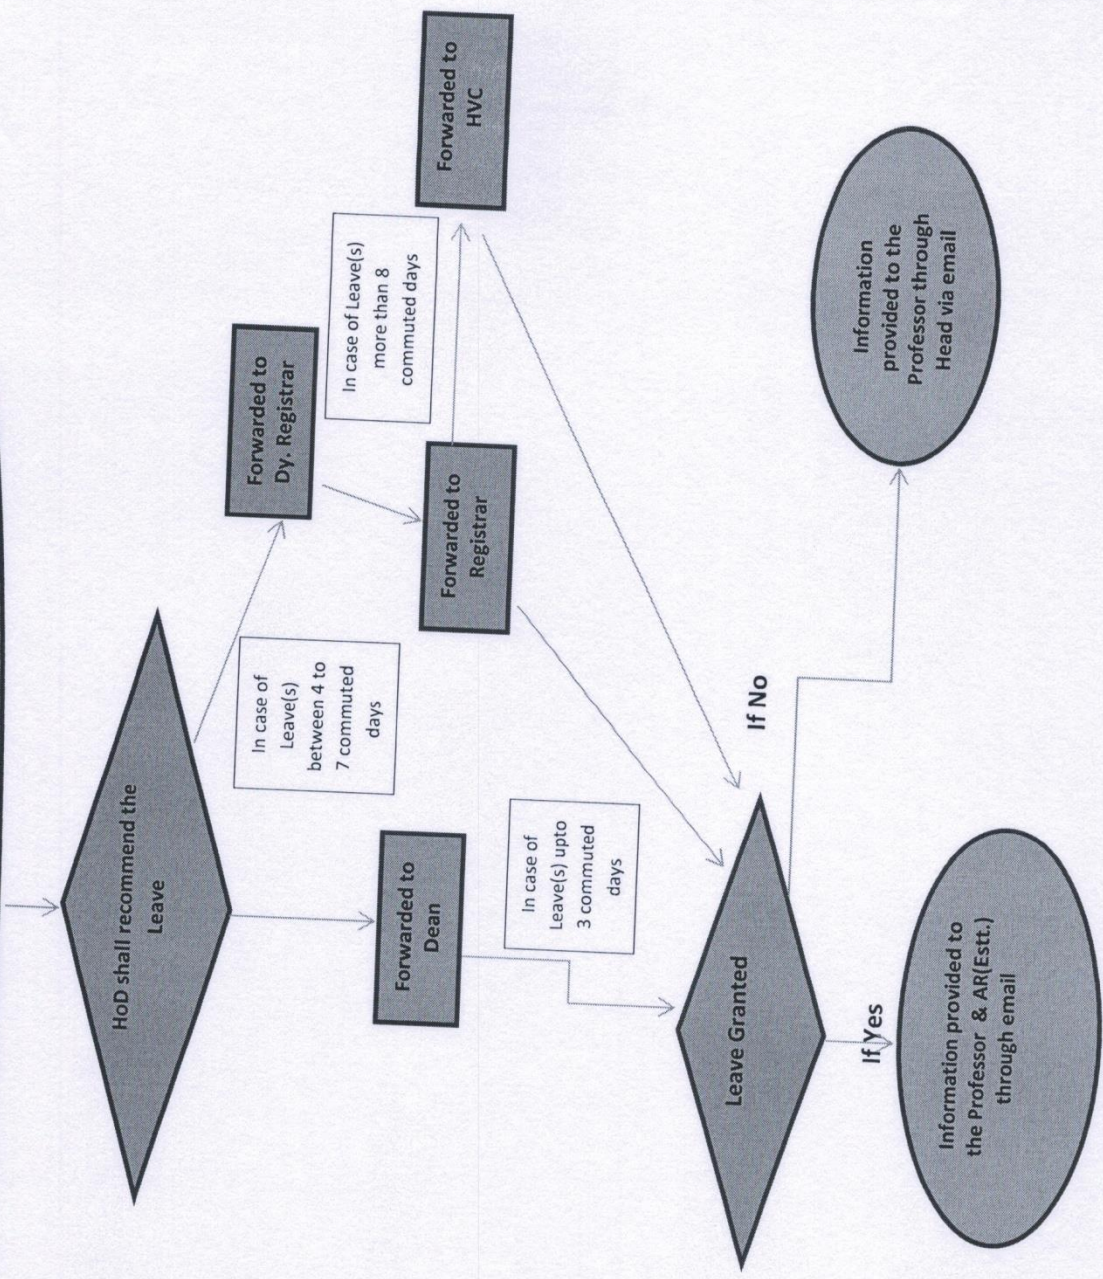 HoD shall recommend the
Leave
In case of
Leave(s)
between 4 to
7 commuted
days
Forwarded to
Dy. Registrar
In case of Leave(s)
more than 8
commuted days
Forwarded to
HVC
Forwarded to
Registrar
Forwarded to
Dean
In case of
Leave(s) upto
3 commuted
days
Leave Granted
If No
If Yes
Information provided to
the Professor & AR(Estt.)
through email
Information
provided to the
Professor through
Head via email